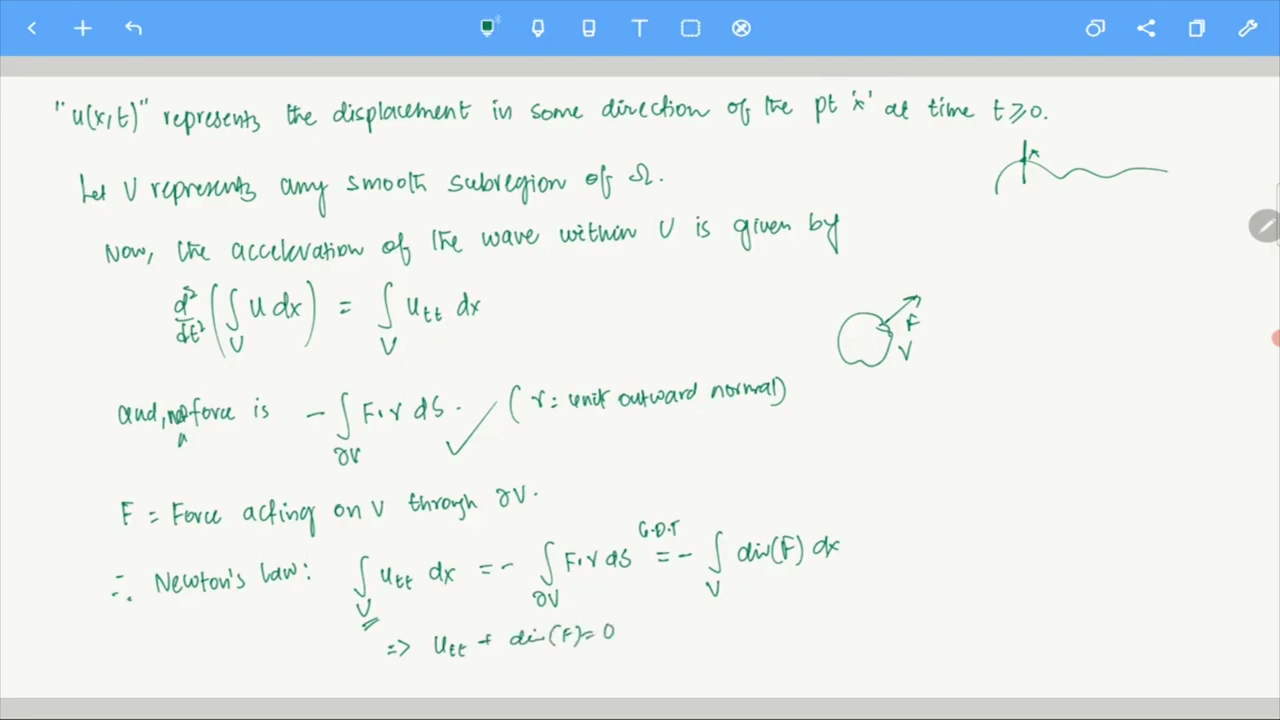 "u(x,t)" represents the displacement in some direction of the pt 'x' at time t ≥ 0.
x
Let V represents any smooth subregion of Ω.
Now, the acceleration of the wave within V is given by
d²/dt² ( ∫_V u dx ) = ∫_V u_tt dx
F
V
and, net force is - ∫_∂V F·γ dS. ( γ : unit outward normal)
F = Force acting on V through ∂V.
∴ Newton's law: ∫_V u_tt dx = - ∫_∂V F·γ dS G.D.T = - ∫_V div(F) dx
=> u_tt + div(F) = 0